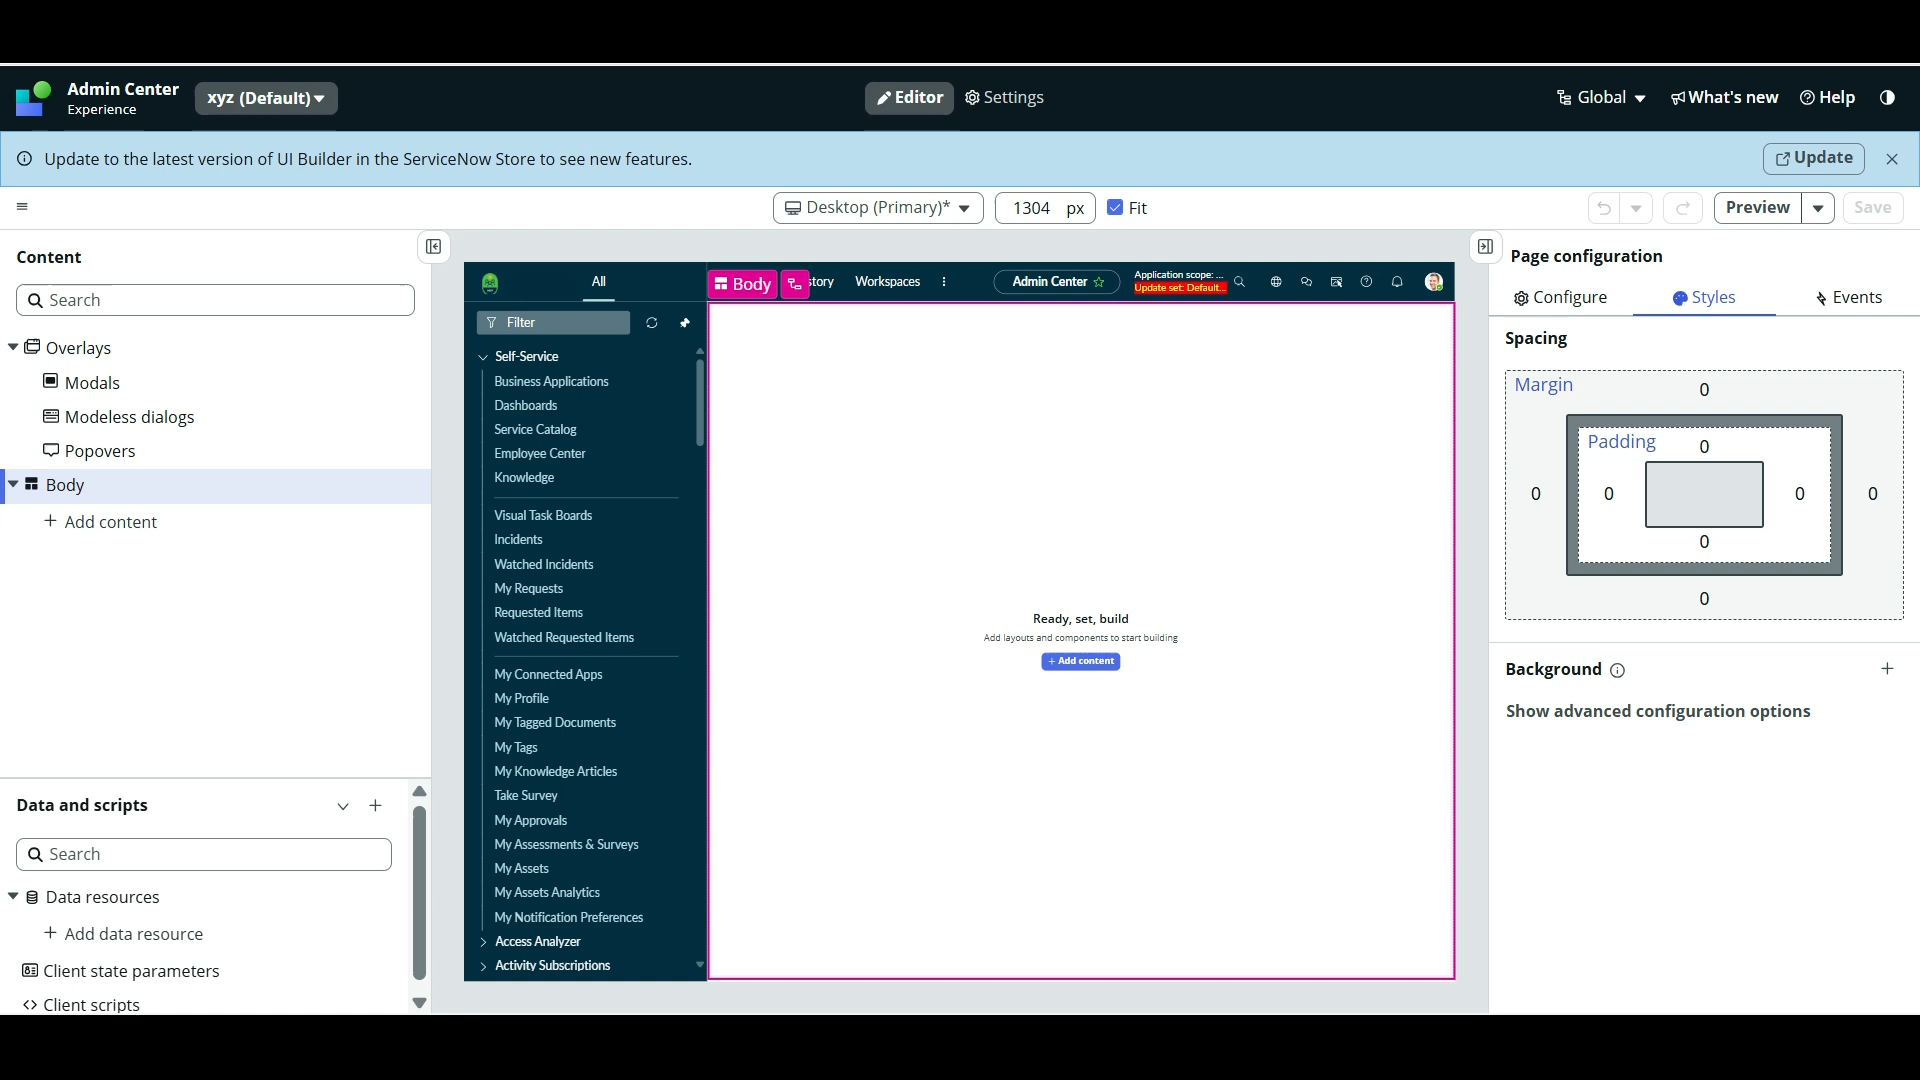 Admin Center
Experience
xyz (Default)
Editor
Settings
Global
What's new
Help
Update to the latest version of UI Builder in the ServiceNow Store to see new features.
Update
Desktop (Primary)*
1304 px
Fit
Preview
Save
Content
Search
Overlays
Modals
Modeless dialogs
Popovers
Body
+ Add content
Data and scripts
Search
Data resources
+ Add data resource
Client state parameters
Client scripts
All
Body
tory
Workspaces
Admin Center
Application scope: ...
Update set: Default...
Filter
Self-Service
Business Applications
Dashboards
Service Catalog
Employee Center
Knowledge
Visual Task Boards
Incidents
Watched Incidents
My Requests
Requested Items
Watched Requested Items
My Connected Apps
My Profile
My Tagged Documents
My Tags
My Knowledge Articles
Take Survey
My Approvals
My Assessments & Surveys
My Assets
My Assets Analytics
My Notification Preferences
Access Analyzer
Activity Subscriptions
Ready, set, build
Add layouts and components to start building
+ Add content
Page configuration
Configure
Styles
Events
Spacing
Margin
0
Padding
0
0
0
0
0
0
0
Background
Show advanced configuration options